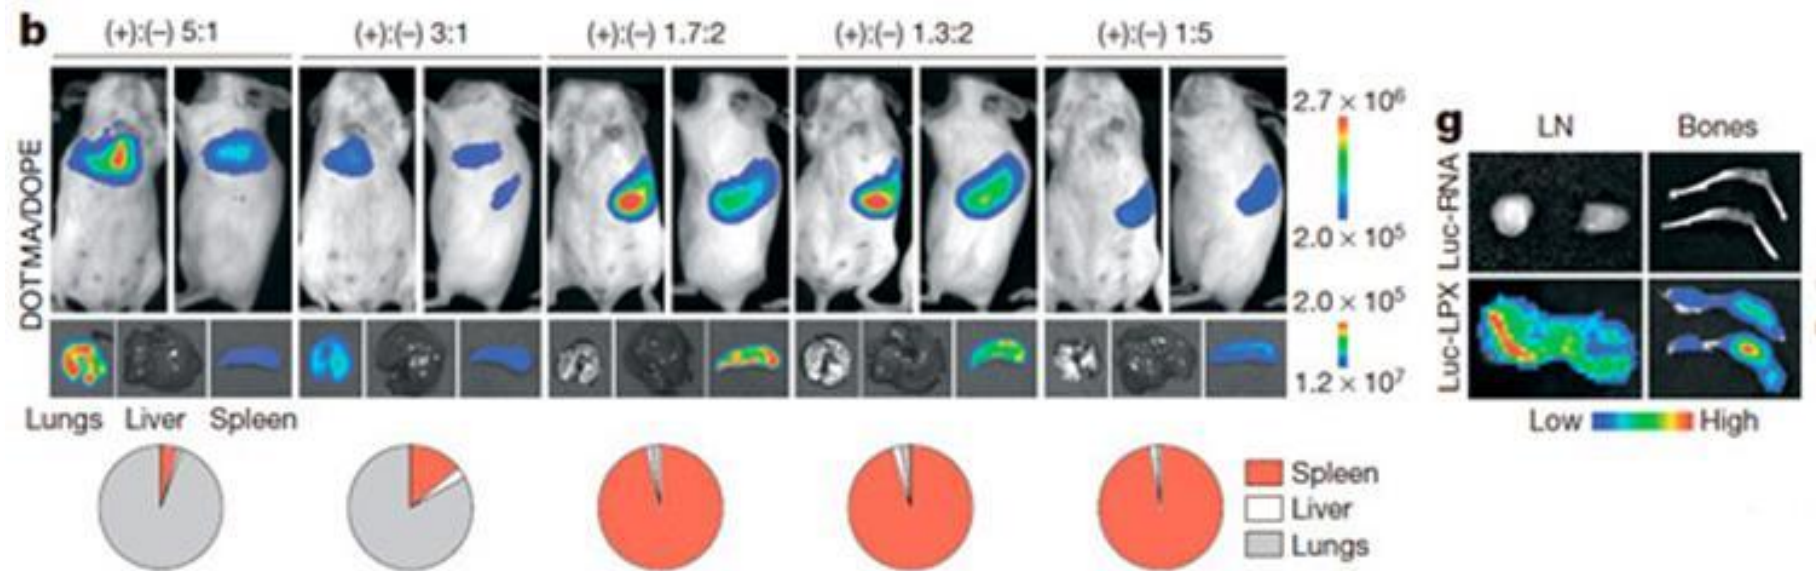 b
(+):(–) 5:1
(+):(–) 3:1
(+):(–) 1.7:2
(+):(–) 1.3:2
(+):(–) 1:5
DOTMA/DOPE
2.7 × 10⁶
2.0 × 10⁵
2.0 × 10⁵
1.2 × 10⁷
Lungs Liver Spleen
Spleen
Liver
Lungs
g
LN
Bones
Luc-RNA
Luc-LPX
Low
High